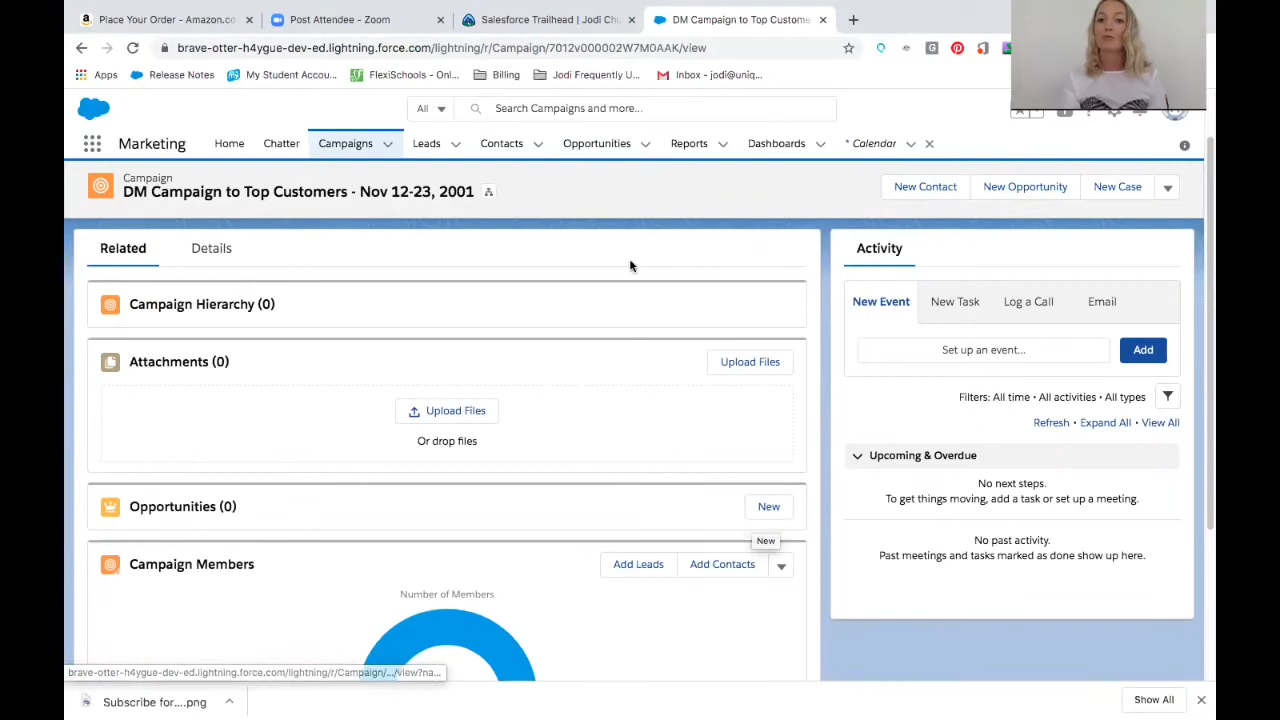 Place Your Order - Amazon.co
Post Attendee - Zoom
Salesforce Trailhead | Jodi Ch
DM Campaign to Top Custome
brave-otter-h4ygue-dev-ed.lightning.force.com/lightning/r/Campaign/7012v000002W7M0AAK/view
Apps
Release Notes
My Student Accou...
FlexiSchools - Onl...
Billing
Jodi Frequently U...
Inbox - jodi@uniq...
All
Search Campaigns and more...
Marketing
Home
Chatter
Campaigns
Leads
Contacts
Opportunities
Reports
Dashboards
* Calendar
Campaign
DM Campaign to Top Customers - Nov 12-23, 2001
New Contact
New Opportunity
New Case
Related
Details
Campaign Hierarchy (0)
Attachments (0)
Upload Files
Upload Files
Or drop files
Opportunities (0)
New
New
Campaign Members
Add Leads
Add Contacts
Number of Members
Activity
New Event
New Task
Log a Call
Email
Set up an event...
Add
Filters: All time • All activities • All types
Refresh • Expand All • View All
Upcoming & Overdue
No next steps.
To get things moving, add a task or set up a meeting.
No past activity.
Past meetings and tasks marked as done show up here.
brave-otter-h4ygue-dev-ed.lightning.force.com/lightning/r/Campaign/.../view?na...
Subscribe for....png
Show All